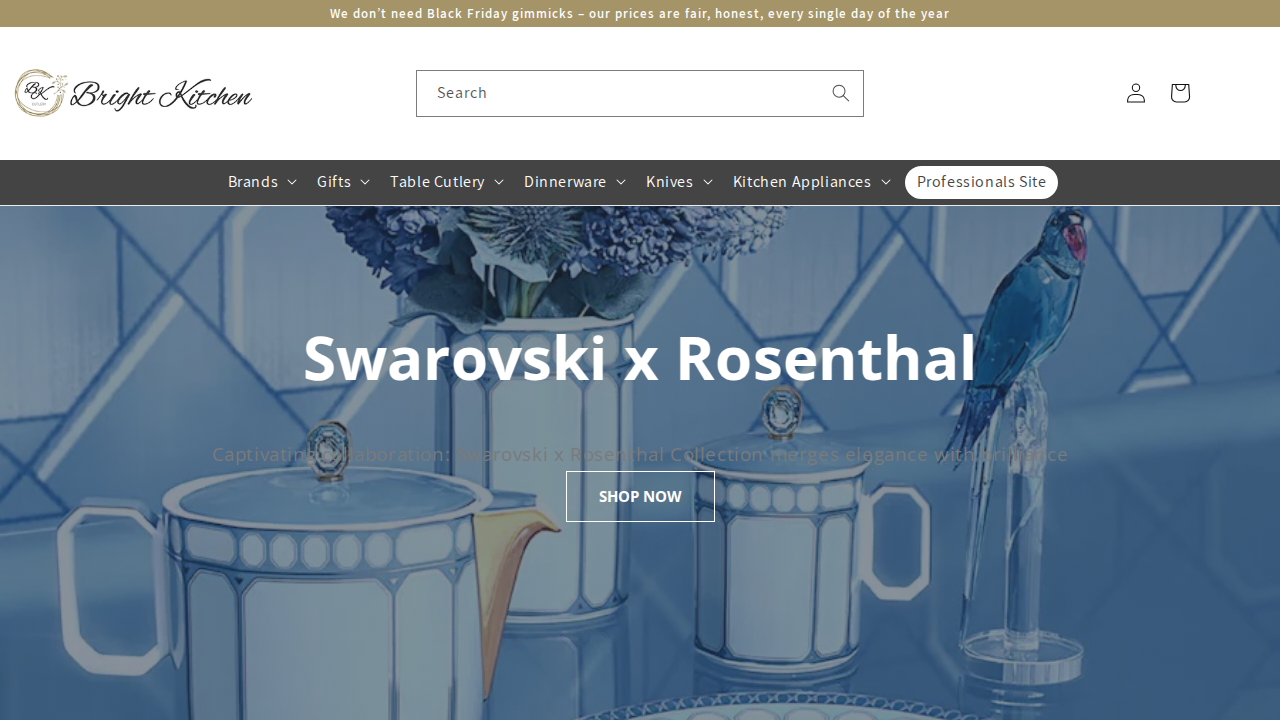 We don't need Black Friday gimmicks – our prices are fair, honest, every single day of the year
BK
Bright Kitchen
Search
Brands
Gifts
Table Cutlery
Dinnerware
Knives
Kitchen Appliances
Professionals Site
Swarovski x Rosenthal
Captivating Collaboration: Swarovski x Rosenthal Collection merges elegance with brilliance
SHOP NOW